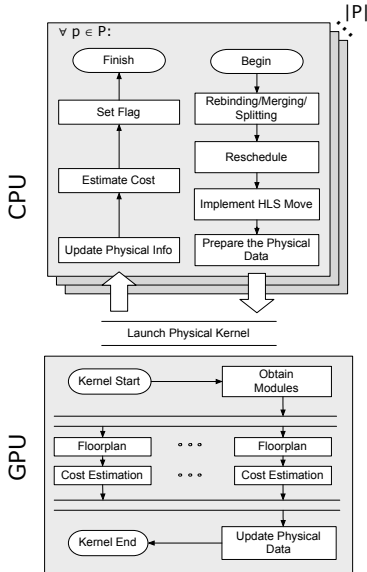 |P|
∀ p ∈ P:
Finish
Begin
Set Flag
Rebinding/Merging/
Splitting
Reschedule
Estimate Cost
Implement HLS Move
Update Physical Info
Prepare the Physical
Data
CPU
Launch Physical Kernel
GPU
Kernel Start
Obtain
Modules
Floorplan
° ° °
Floorplan
Cost Estimation
° ° °
Cost Estimation
Kernel End
Update Physical
Data